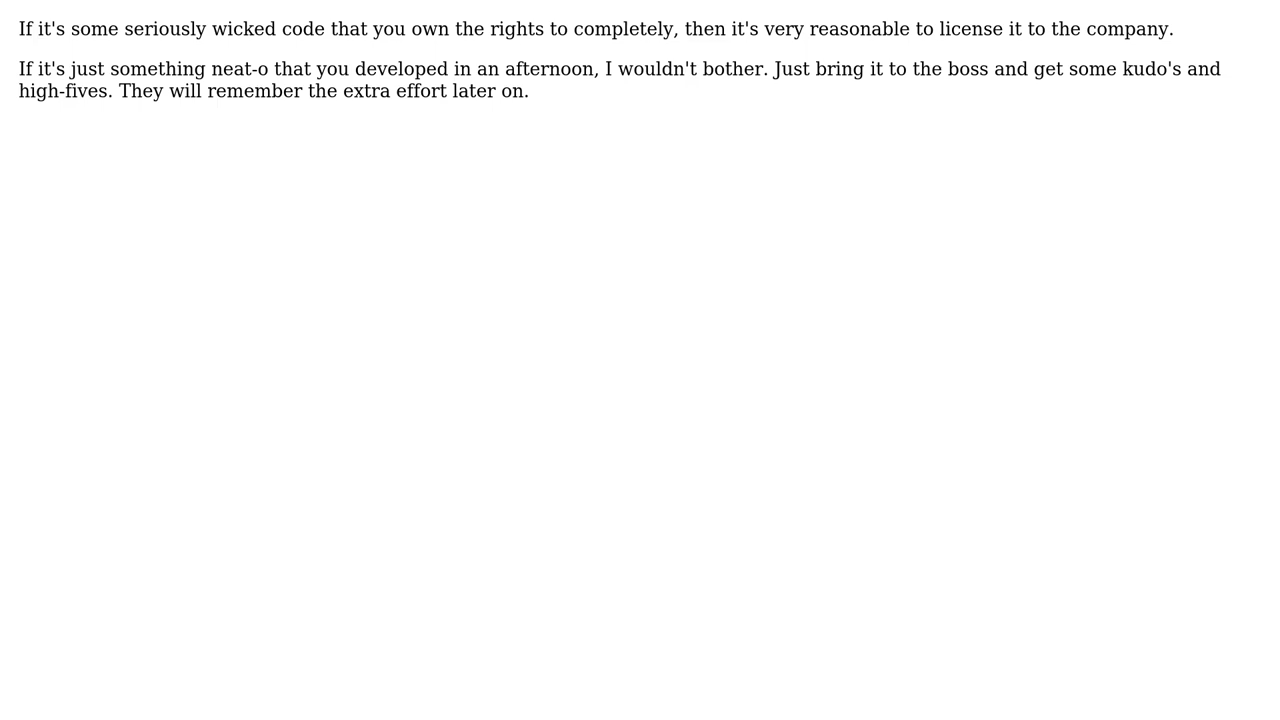 If it's some seriously wicked code that you own the rights to completely, then it's very reasonable to license it to the company.
If it's just something neat-o that you developed in an afternoon, I wouldn't bother. Just bring it to the boss and get some kudo's and
high-fives. They will remember the extra effort later on.